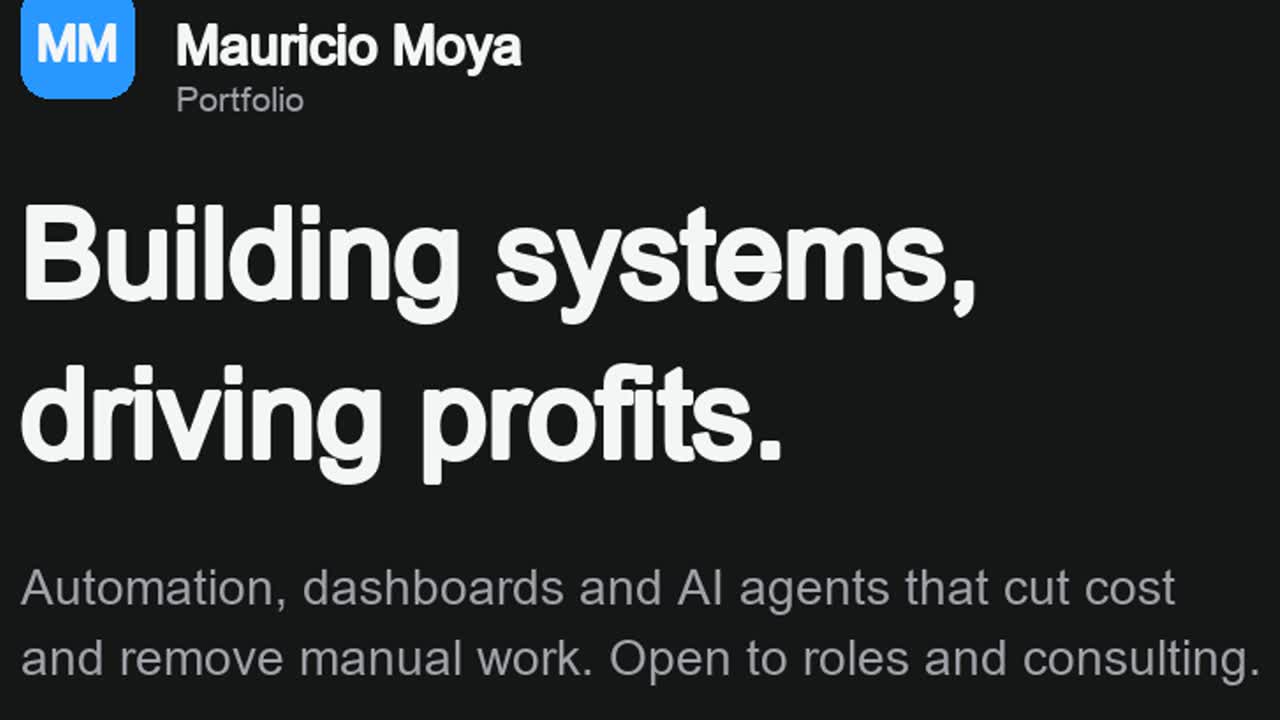 MM
Mauricio Moya
Portfolio
Building systems,
driving profits.
Automation, dashboards and AI agents that cut cost
and remove manual work. Open to roles and consulting.